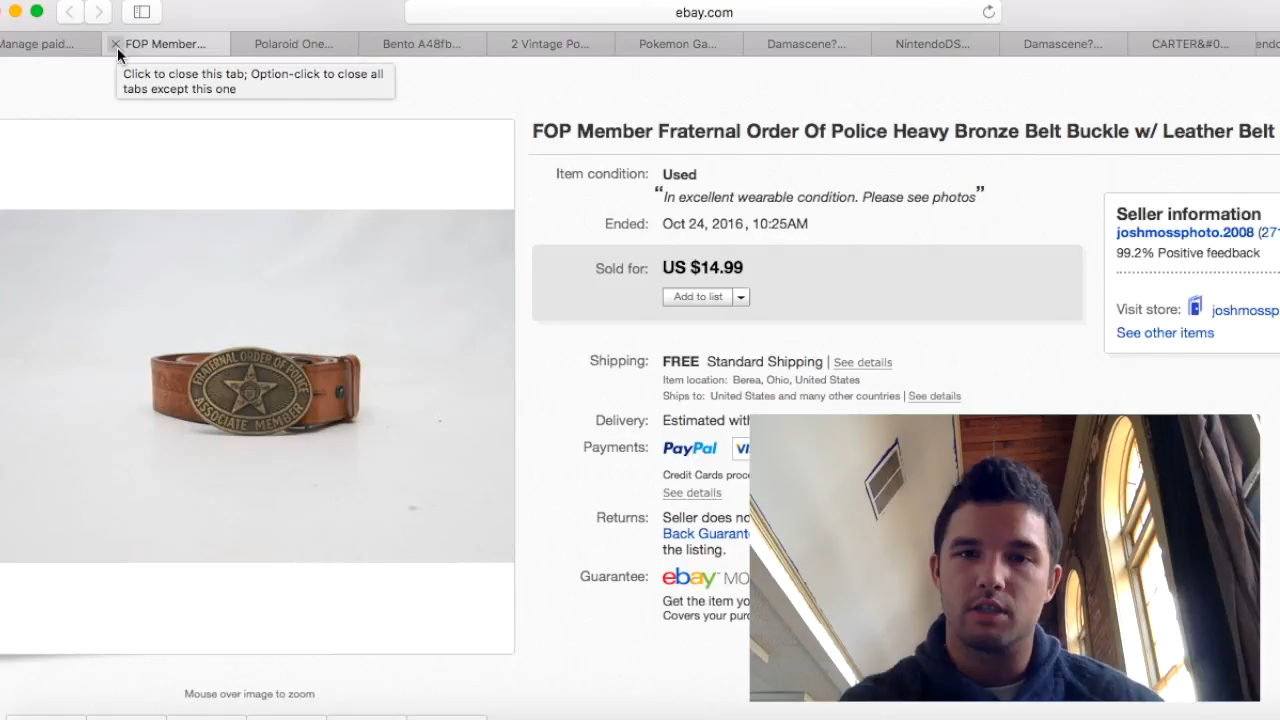 ebay.com
Manage paid...
FOP Member...
Polaroid One...
Bento A48fb...
2 Vintage Po...
Pokemon Ga...
Damascene?...
NintendoDS...
Damascene?...
CARTER&#0...
Click to close this tab; Option-click to close all
tabs except this one
FOP Member Fraternal Order Of Police Heavy Bronze Belt Buckle w/ Leather Belt
Item condition: Used
“In excellent wearable condition. Please see photos”
Ended: Oct 24, 2016, 10:25AM
Sold for: US $14.99
Add to list
Shipping: FREE Standard Shipping | See details
Item location: Berea, Ohio, United States
Ships to: United States and many other countries | See details
Delivery: Estimated with
Payments: PayPal VI
Credit Cards proc
See details
Returns: Seller does no
Back Guarant
the listing.
Guarantee: ebay MO
Get the item yo
Covers your pur
Seller information
joshmossphoto.2008 (271
99.2% Positive feedback
Visit store: joshmossp
See other items
FRATERNAL ORDER OF POLICE
ASSOCIATE MEMBER
Mouse over image to zoom